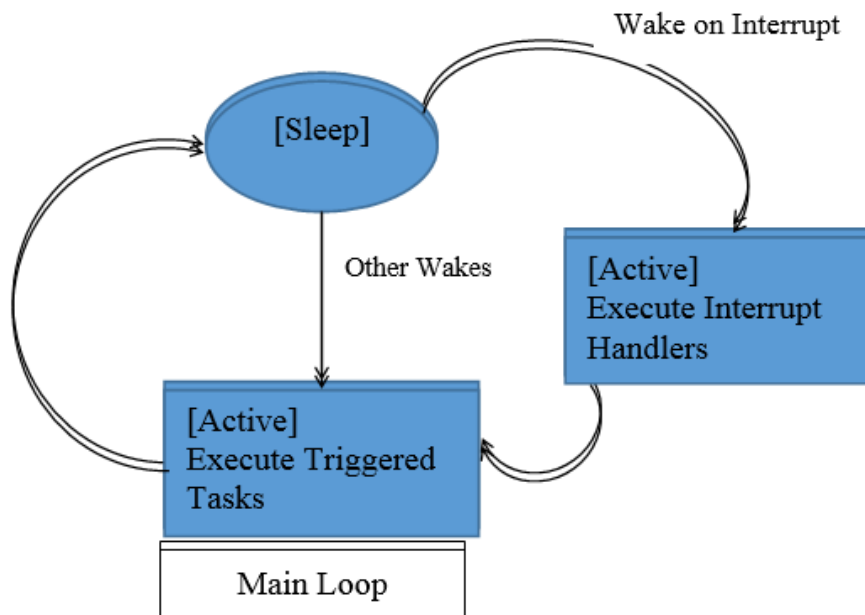 Wake on Interrupt
[Sleep]
Other Wakes
[Active]
Execute Interrupt
Handlers
[Active]
Execute Triggered
Tasks
Main Loop